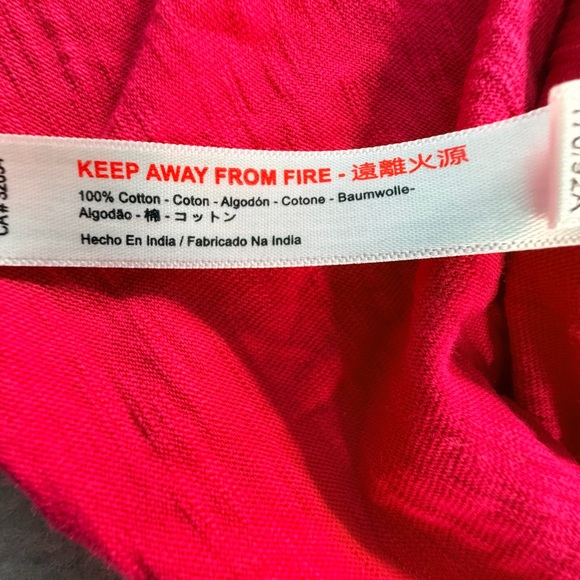 KEEP AWAY FROM FIRE - 遠離火源
100% Cotton - Coton - Algodón - Cotone - Baumwolle-
Algodão - 棉 - コットン
Hecho En India / Fabricado Na India